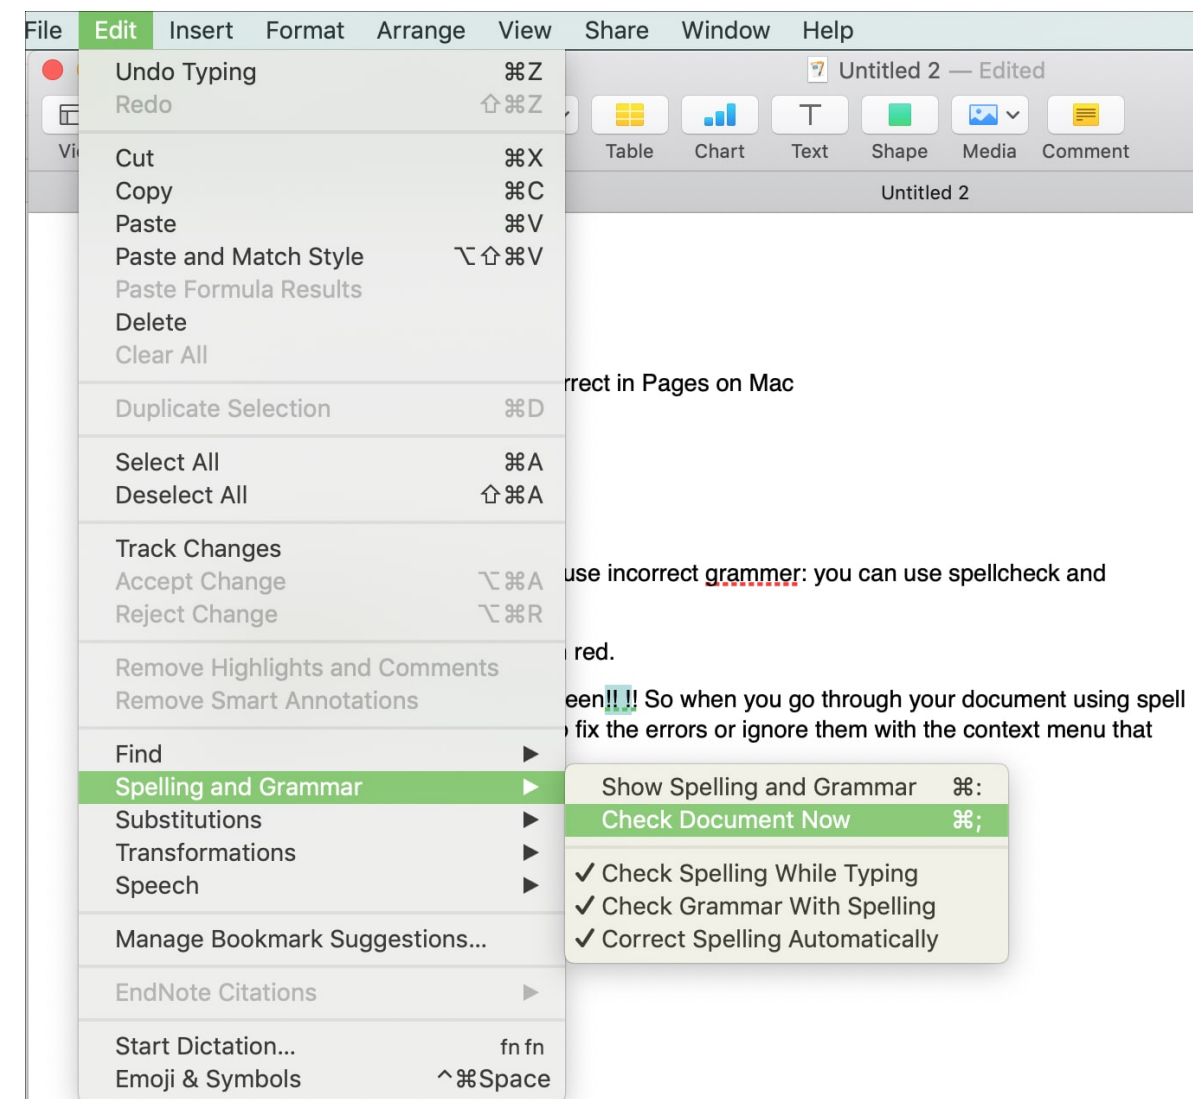 File Edit Insert Format Arrange View Share Window Help
Untitled 2 — Edited
Table Chart Text Shape Media Comment
Untitled 2
Undo Typing ⌘Z
Redo ⇧⌘Z
Cut ⌘X
Copy ⌘C
Paste ⌘V
Paste and Match Style ⌥⇧⌘V
Paste Formula Results
Delete
Clear All
Duplicate Selection ⌘D
Select All ⌘A
Deselect All ⇧⌘A
Track Changes
Accept Change ⌥⌘A
Reject Change ⌥⌘R
Remove Highlights and Comments
Remove Smart Annotations
Find ▶
Spelling and Grammar ▶
Substitutions ▶
Transformations ▶
Speech ▶
Manage Bookmark Suggestions...
EndNote Citations ▶
Start Dictation... fn fn
Emoji & Symbols ^⌘Space
Show Spelling and Grammar ⌘:
Check Document Now ⌘;
✓ Check Spelling While Typing
✓ Check Grammar With Spelling
✓ Correct Spelling Automatically
rrect in Pages on Mac
use incorrect grammer: you can use spellcheck and
red.
een!! !! So when you go through your document using spell
fix the errors or ignore them with the context menu that